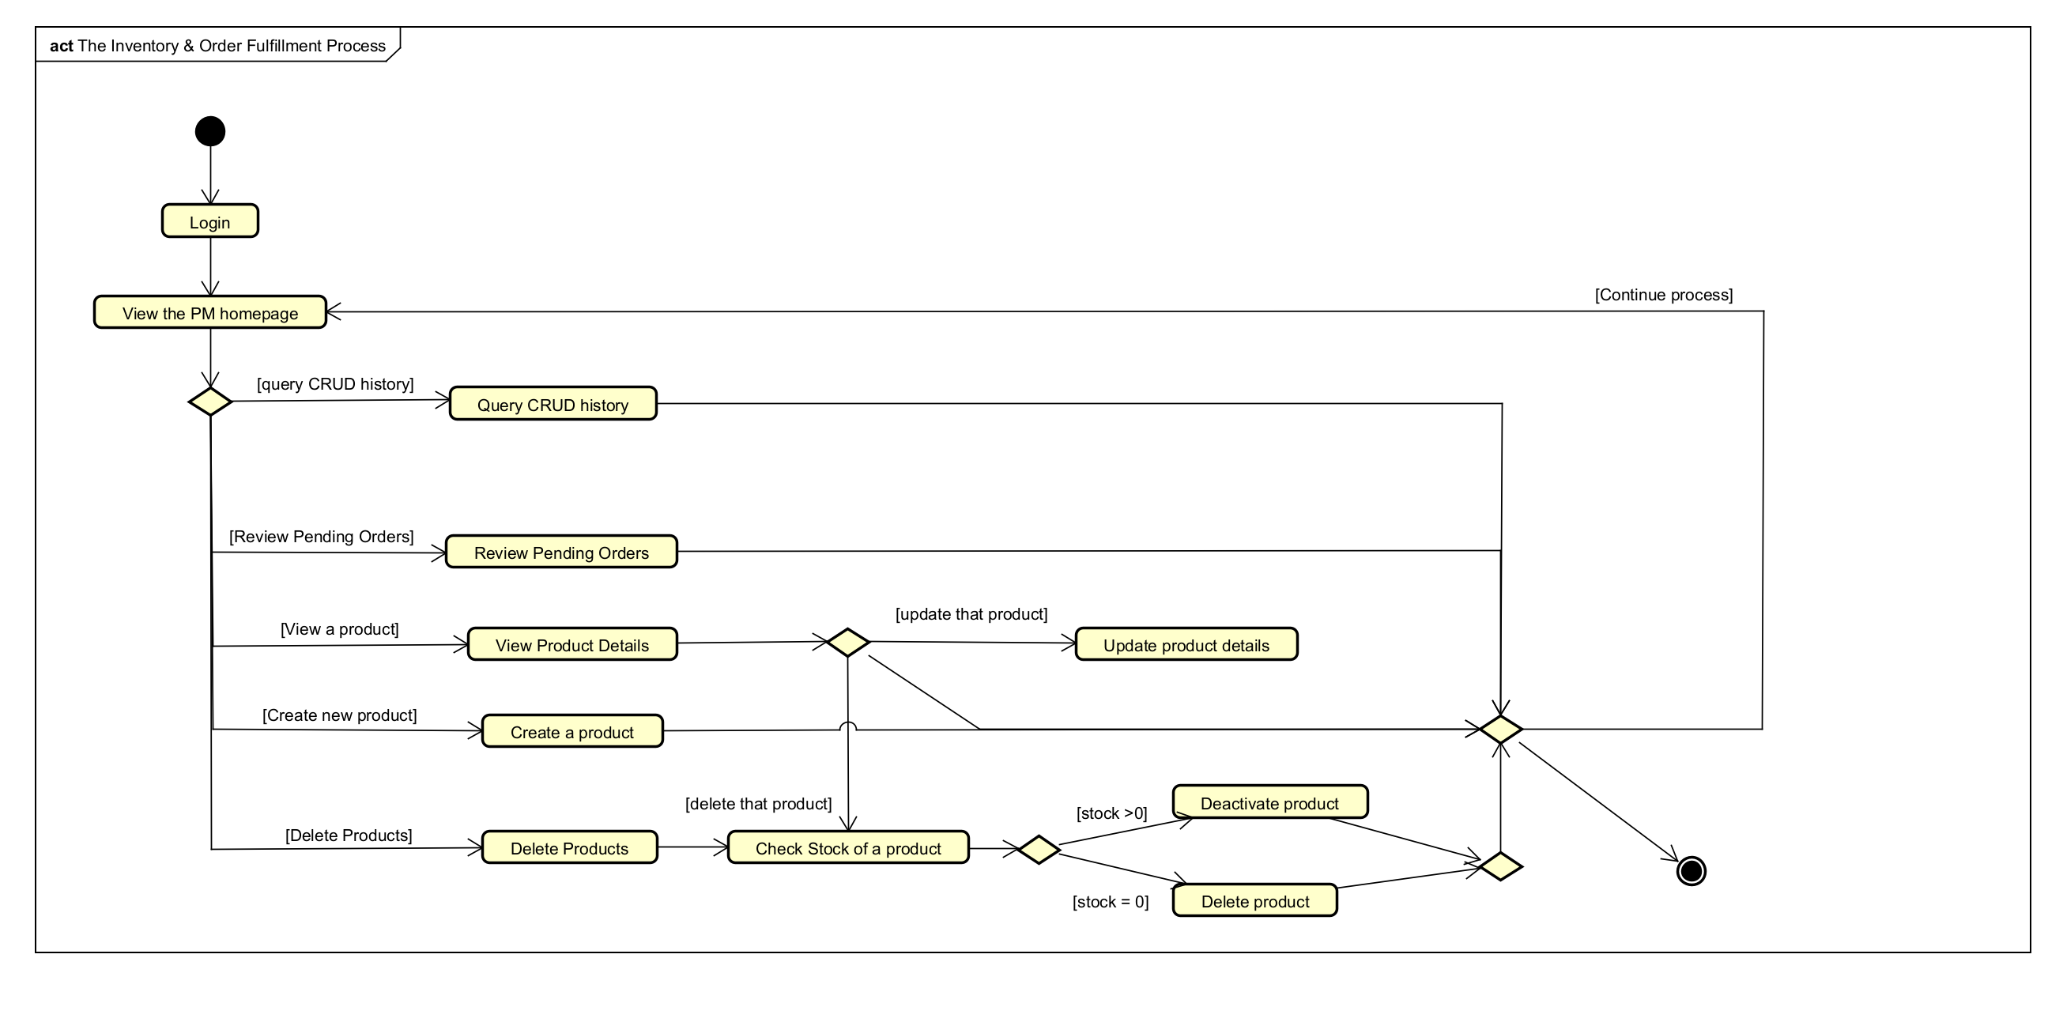 act The Inventory & Order Fulfillment Process
Login
[Continue process]
View the PM homepage
[query CRUD history]
Query CRUD history
[Review Pending Orders]
Review Pending Orders
[update that product]
[View a product]
View Product Details
Update product details
[Create new product]
Create a product
[delete that product]
Deactivate product
[stock >0]
[Delete Products]
Delete Products
Check Stock of a product
[stock = 0]
Delete product